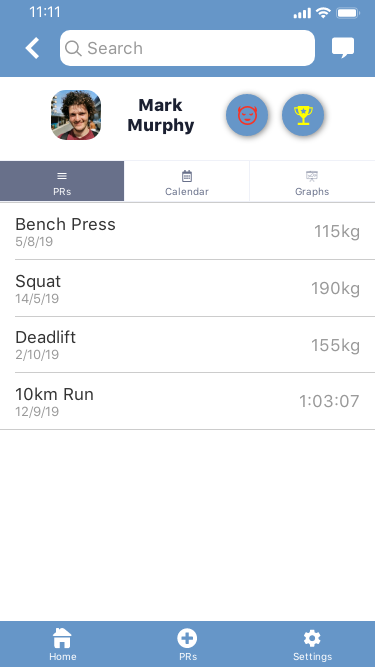 11:11
Search
Mark
Murphy
PRs
Calendar
Graphs
Bench Press
5/8/19
115kg
Squat
14/5/19
190kg
Deadlift
2/10/19
155kg
10km Run
12/9/19
1:03:07
Home
PRs
Settings